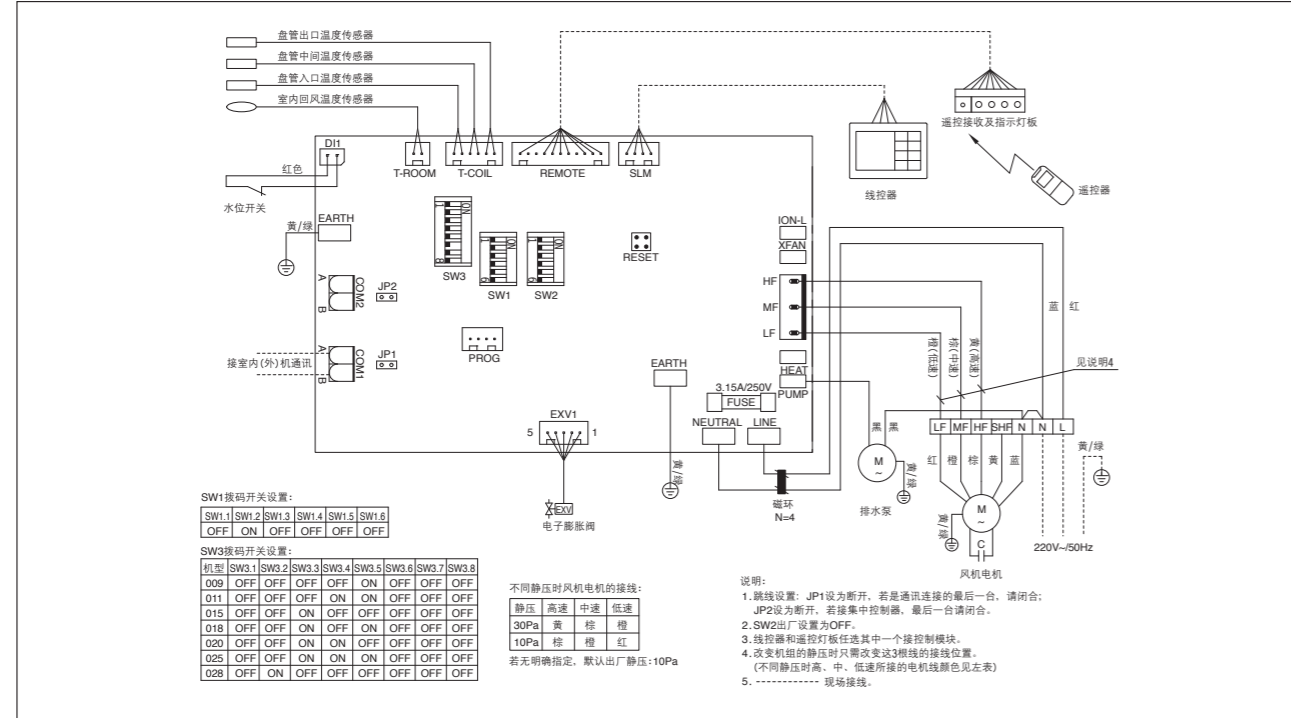 盘管出口温度传感器
盘管中间温度传感器
盘管入口温度传感器
室内回风温度传感器
遥控接收及指示灯板
DI1
T-ROOM T-COIL REMOTE SLM
红色
线控器
遥控器
水位开关
黄/绿
EARTH
ION-L
XFAN
1 ON 8
SW3
1 ON 6
SW1
1 ON 6
SW2
RESET
A COM2 B
JP2
HF
MF
LF
蓝 红
PROG
接室内(外)机通讯
A COM1 B
JP1
橙(低速) 棕(中速) 黄(高速)
见说明4
EARTH
HEAT
PUMP
3.15A/250V
FUSE
NEUTRAL LINE
EXV1
5 1
黑 黑
LF MF HF SHF N N L
黄/绿
红 橙 棕 黄 蓝
M
~
黄/绿
黄/绿
磁环
N=4
排水泵
EXV
电子膨胀阀
M
~
黄/绿
C
220V~/50Hz
风机电机
SW1拨码开关设置：
SW1.1 SW1.2 SW1.3 SW1.4 SW1.5 SW1.6
OFF ON OFF OFF OFF OFF
SW3拨码开关设置：
机型 SW3.1 SW3.2 SW3.3 SW3.4 SW3.5 SW3.6 SW3.7 SW3.8
009 OFF OFF OFF OFF ON OFF OFF OFF
011 OFF OFF OFF ON ON OFF OFF OFF
015 OFF OFF ON OFF OFF OFF OFF OFF
018 OFF OFF ON OFF ON OFF OFF OFF
020 OFF OFF ON ON OFF OFF OFF OFF
025 OFF OFF ON ON ON OFF OFF OFF
028 OFF ON OFF OFF OFF OFF OFF OFF
不同静压时风机电机的接线：
静压 高速 中速 低速
30Pa 黄 棕 橙
10Pa 棕 橙 红
若无明确指定，默认出厂静压:10Pa
说明：
1.跳线设置：JP1设为断开，若是通讯连接的最后一台，请闭合;
JP2设为断开，若接集中控制器，最后一台请闭合。
2.SW2出厂设置为OFF。
3.线控器和遥控灯板任选其中一个接控制模块。
4.改变机组的静压时只需改变这3根线的接线位置。
(不同静压时高、中、低速所接的电机线颜色见左表)
5. ------------ 现场接线。